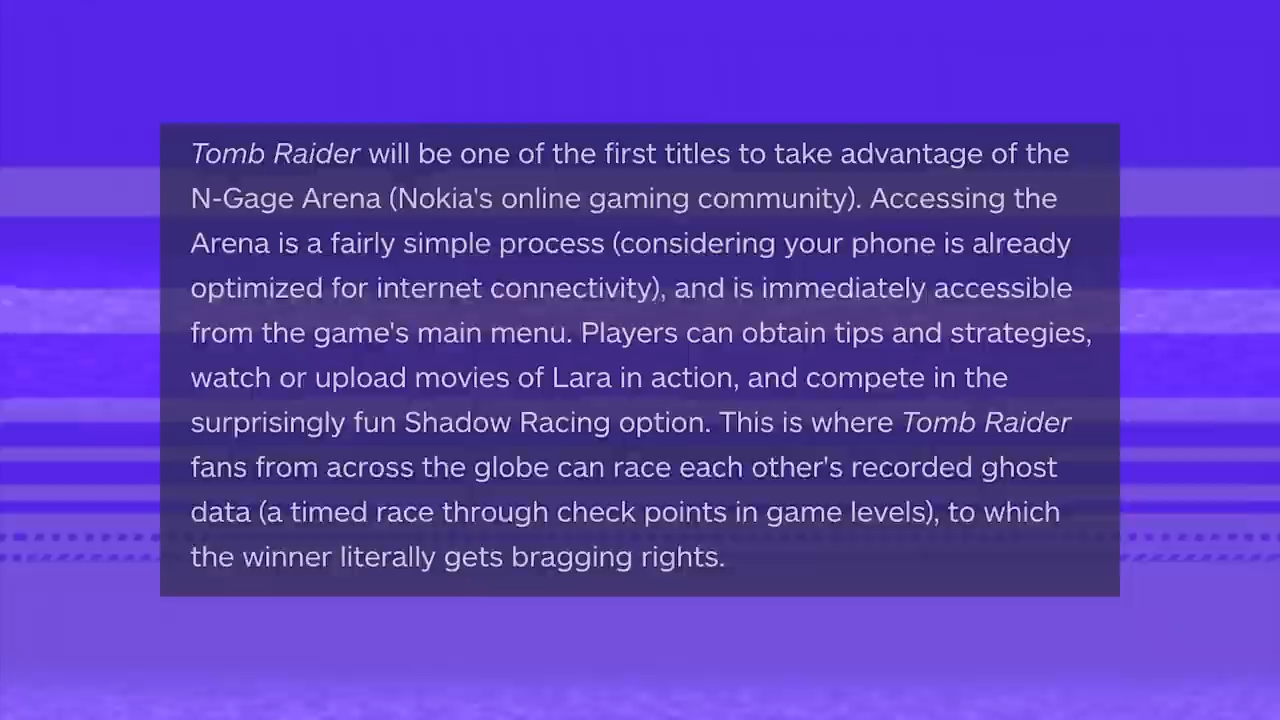 Tomb Raider will be one of the first titles to take advantage of the
N-Gage Arena (Nokia's online gaming community). Accessing the
Arena is a fairly simple process (considering your phone is already
optimized for internet connectivity), and is immediately accessible
from the game's main menu. Players can obtain tips and strategies,
watch or upload movies of Lara in action, and compete in the
surprisingly fun Shadow Racing option. This is where Tomb Raider
fans from across the globe can race each other's recorded ghost
data (a timed race through check points in game levels), to which
the winner literally gets bragging rights.